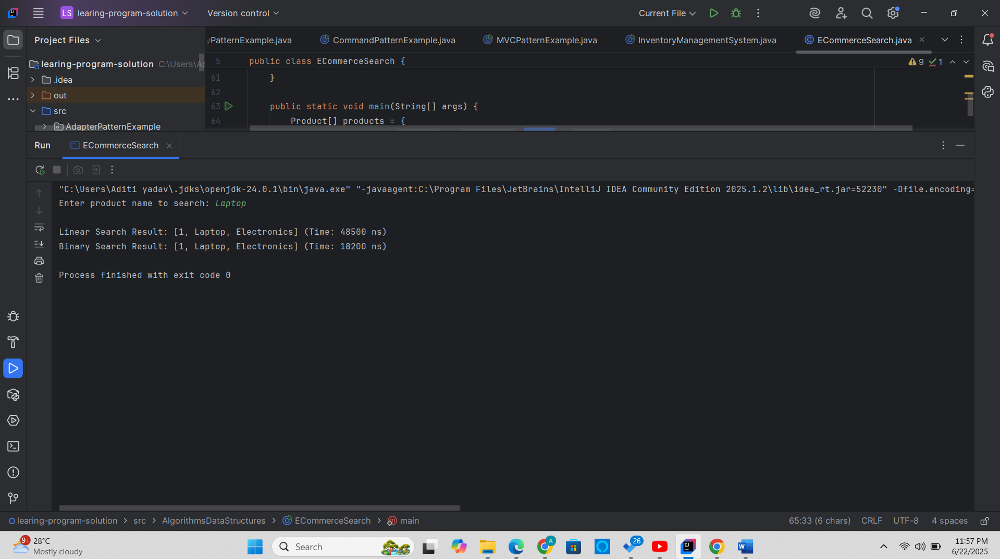 LS learing-program-solution Version control Current File
Project Files
yPatternExample.java CommandPatternExample.java MVCPatternExample.java InventoryManagementSystem.java ECommerceSearch.java
learing-program-solution C:\Users\Ad
5 public class ECommerceSearch { 9 1
.idea
61 }
out
62
src
63 public static void main(String[] args) {
AdapterPatternExample
64 Product[] products = {
Run ECommerceSearch
"C:\Users\Aditi yadav\.jdks\openjdk-24.0.1\bin\java.exe" "-javaagent:C:\Program Files\JetBrains\IntelliJ IDEA Community Edition 2025.1.2\lib\idea_rt.jar=52230" -Dfile.encoding=
Enter product name to search: Laptop
Linear Search Result: [1, Laptop, Electronics] (Time: 48500 ns)
Binary Search Result: [1, Laptop, Electronics] (Time: 18200 ns)
Process finished with exit code 0
learing-program-solution > src > AlgorithmsDataStructures > ECommerceSearch > main 65:33 (6 chars) CRLF UTF-8 4 spaces
9+ 28°C
Mostly cloudy
Search
A
26
IJ
W
11:57 PM
6/22/2025